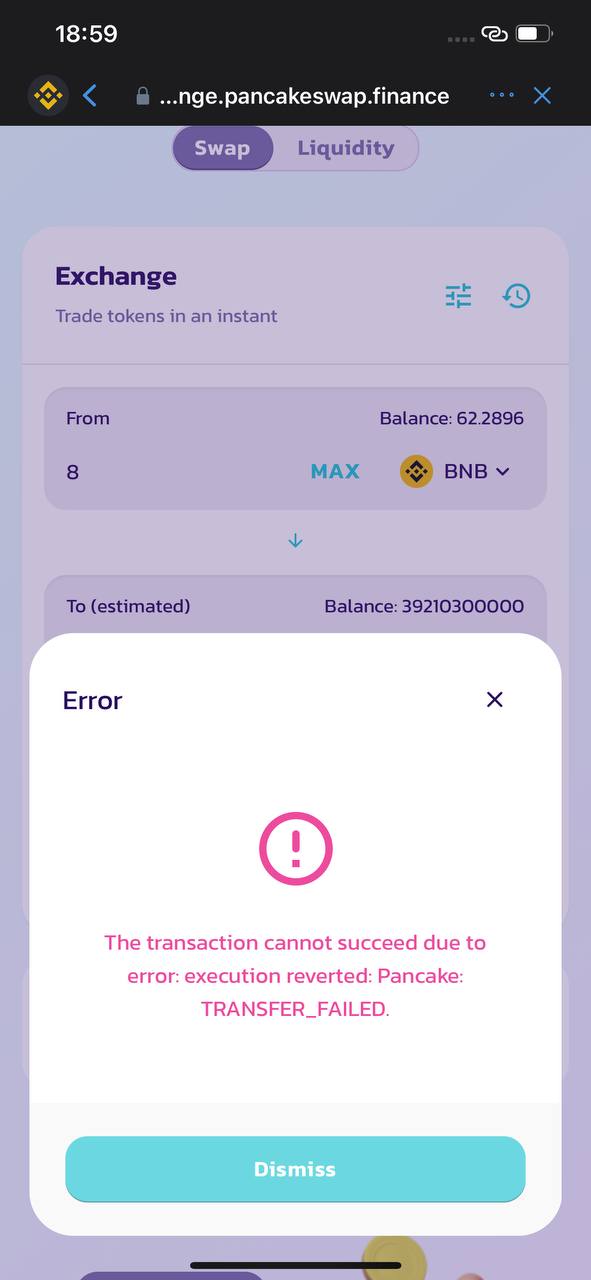 18:59
...nge.pancakeswap.finance
Swap Liquidity
Exchange
Trade tokens in an instant
From Balance: 62.2896
8 MAX BNB
To (estimated) Balance: 39210300000
Error
The transaction cannot succeed due to
error: execution reverted: Pancake:
TRANSFER_FAILED.
Dismiss